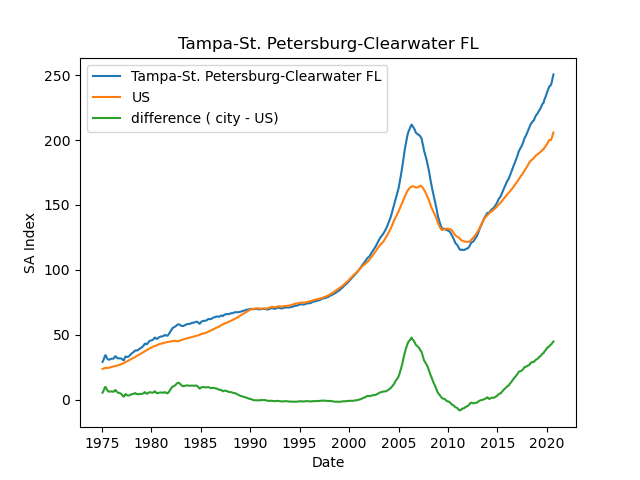 Tampa-St. Petersburg-Clearwater FL
Tampa-St. Petersburg-Clearwater FL
US
difference ( city - US)
250
200
150
100
50
0
SA Index
1975 1980 1985 1990 1995 2000 2005 2010 2015 2020
Date